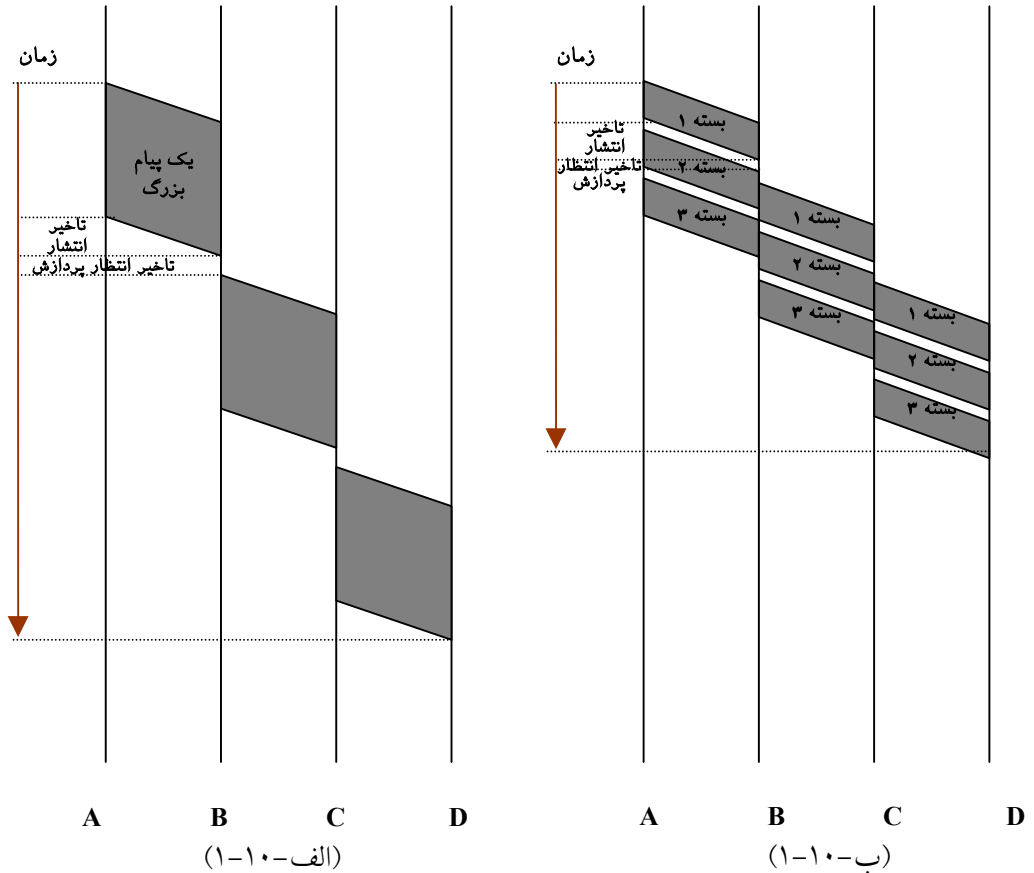 زمان
یک پیام
بزرگ
تاخیر
انتشار
تاخیر انتظار پردازش
A B C D
(الف-۱۰-۱)
زمان
بسته ۱
تاخیر
انتشار
بسته ۲
تاخیر انتظار
پردازش
بسته ۳
بسته ۱
بسته ۲
بسته ۳
بسته ۱
بسته ۲
بسته ۳
A B C D
(ب-۱۰-۱)